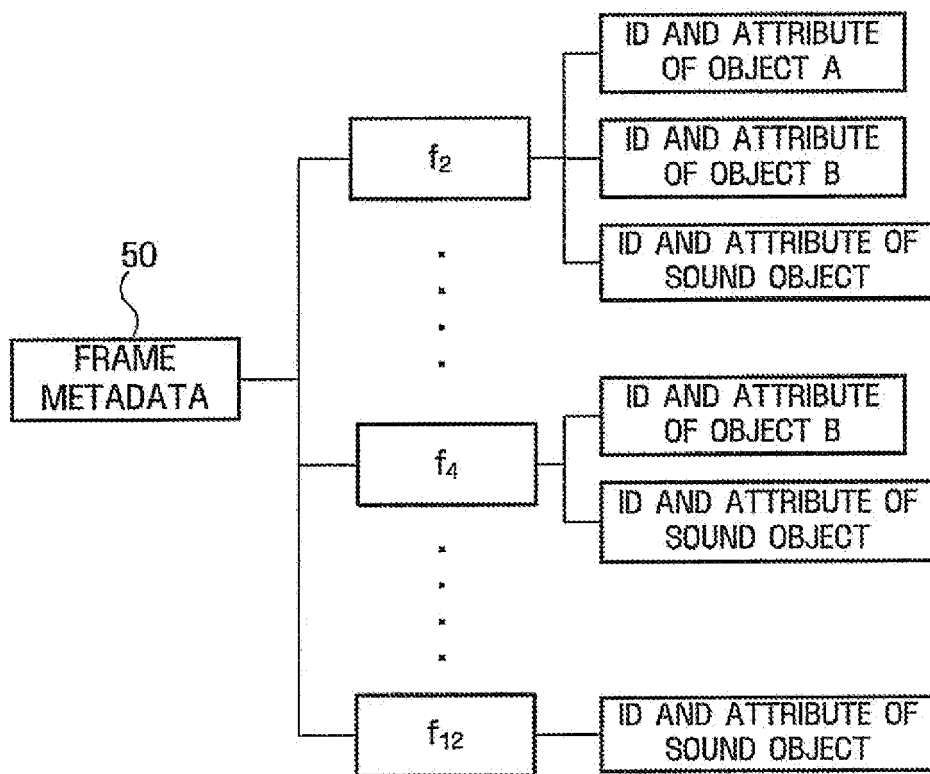 ID AND ATTRIBUTE
OF OBJECT A
f₂
ID AND ATTRIBUTE
OF OBJECT B
ID AND ATTRIBUTE OF
SOUND OBJECT
50
FRAME
METADATA
ID AND ATTRIBUTE
OF OBJECT B
f₄
ID AND ATTRIBUTE OF
SOUND OBJECT
f₁₂
ID AND ATTRIBUTE OF
SOUND OBJECT